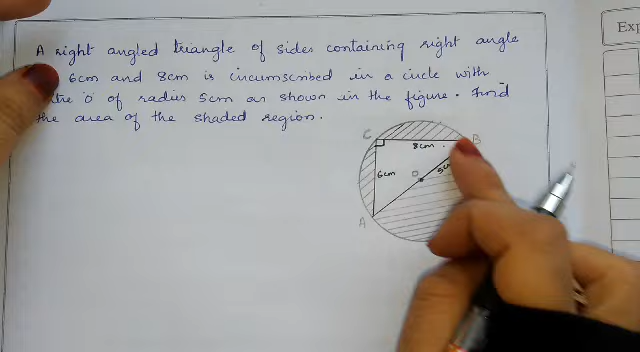 A right angled triangle of sides containing right angle
6cm and 8cm is circumscribed in a circle with
'O' of radius 5cm as shown in the figure. Find
the area of the shaded region.
C
B
8cm
6cm
O
A
Exp